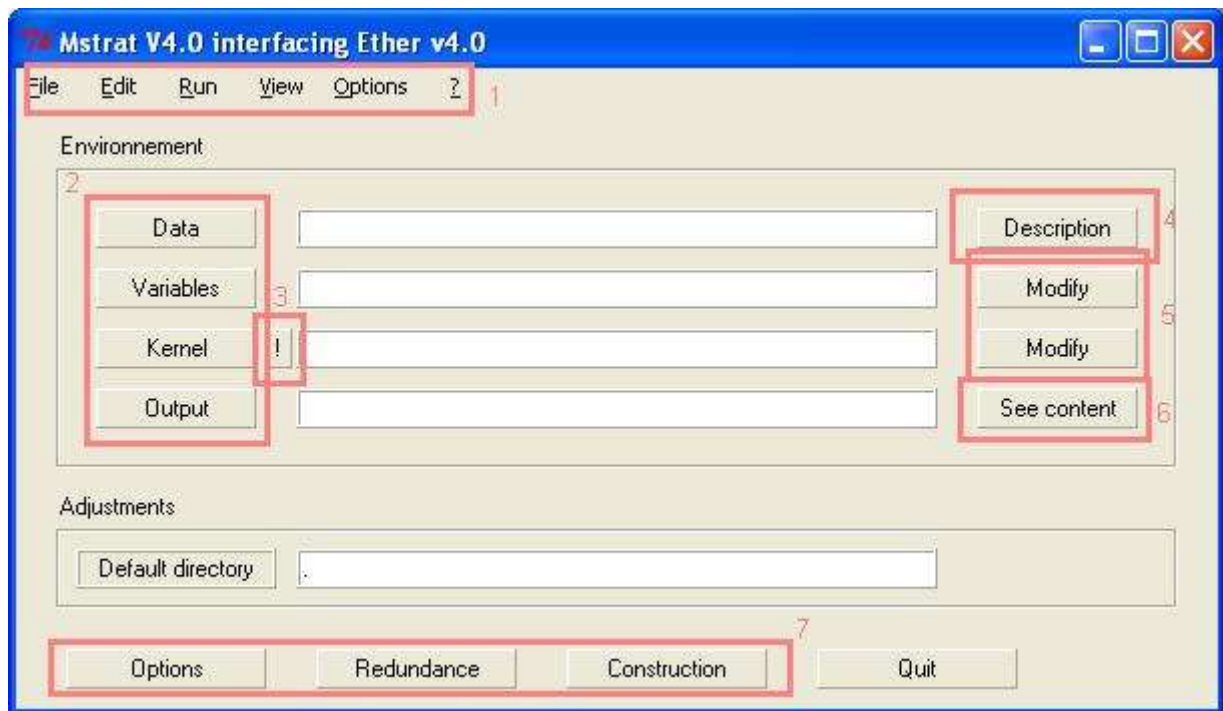 Mstrat V4.0 interfacing Ether v4.0
File Edit Run View Options ? 1
Environnement
2
Data Description 4
Variables 3 Modify 5
Kernel ! Modify
Output See content 6
Adjustments
Default directory .
7
Options Redundance Construction Quit